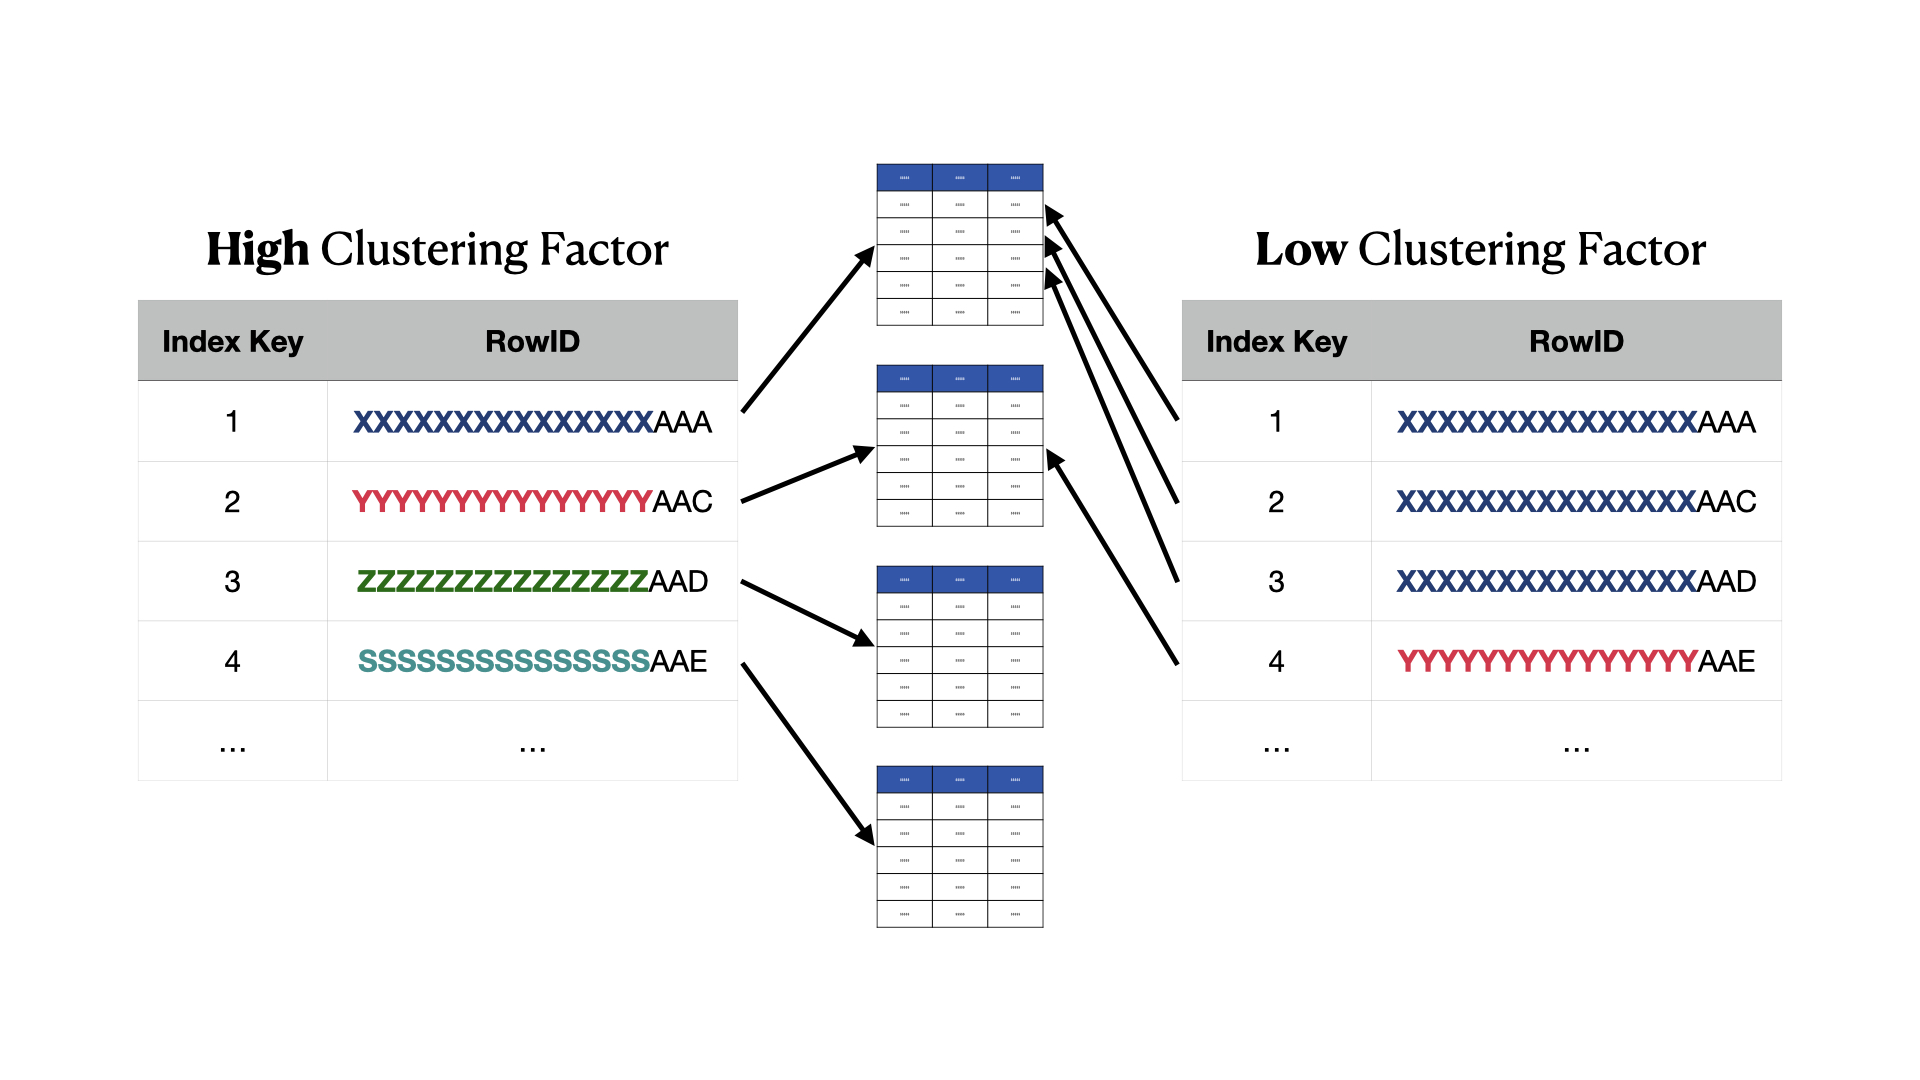 High Clustering Factor
Index Key RowID
1 XXXXXXXXXXXXXXXAAA
2 YYYYYYYYYYYYYYYAAC
3 ZZZZZZZZZZZZZZZAAD
4 SSSSSSSSSSSSSSSAAE
... ...
Low Clustering Factor
Index Key RowID
1 XXXXXXXXXXXXXXXAAA
2 XXXXXXXXXXXXXXXAAC
3 XXXXXXXXXXXXXXXAAD
4 YYYYYYYYYYYYYYYAAE
... ...